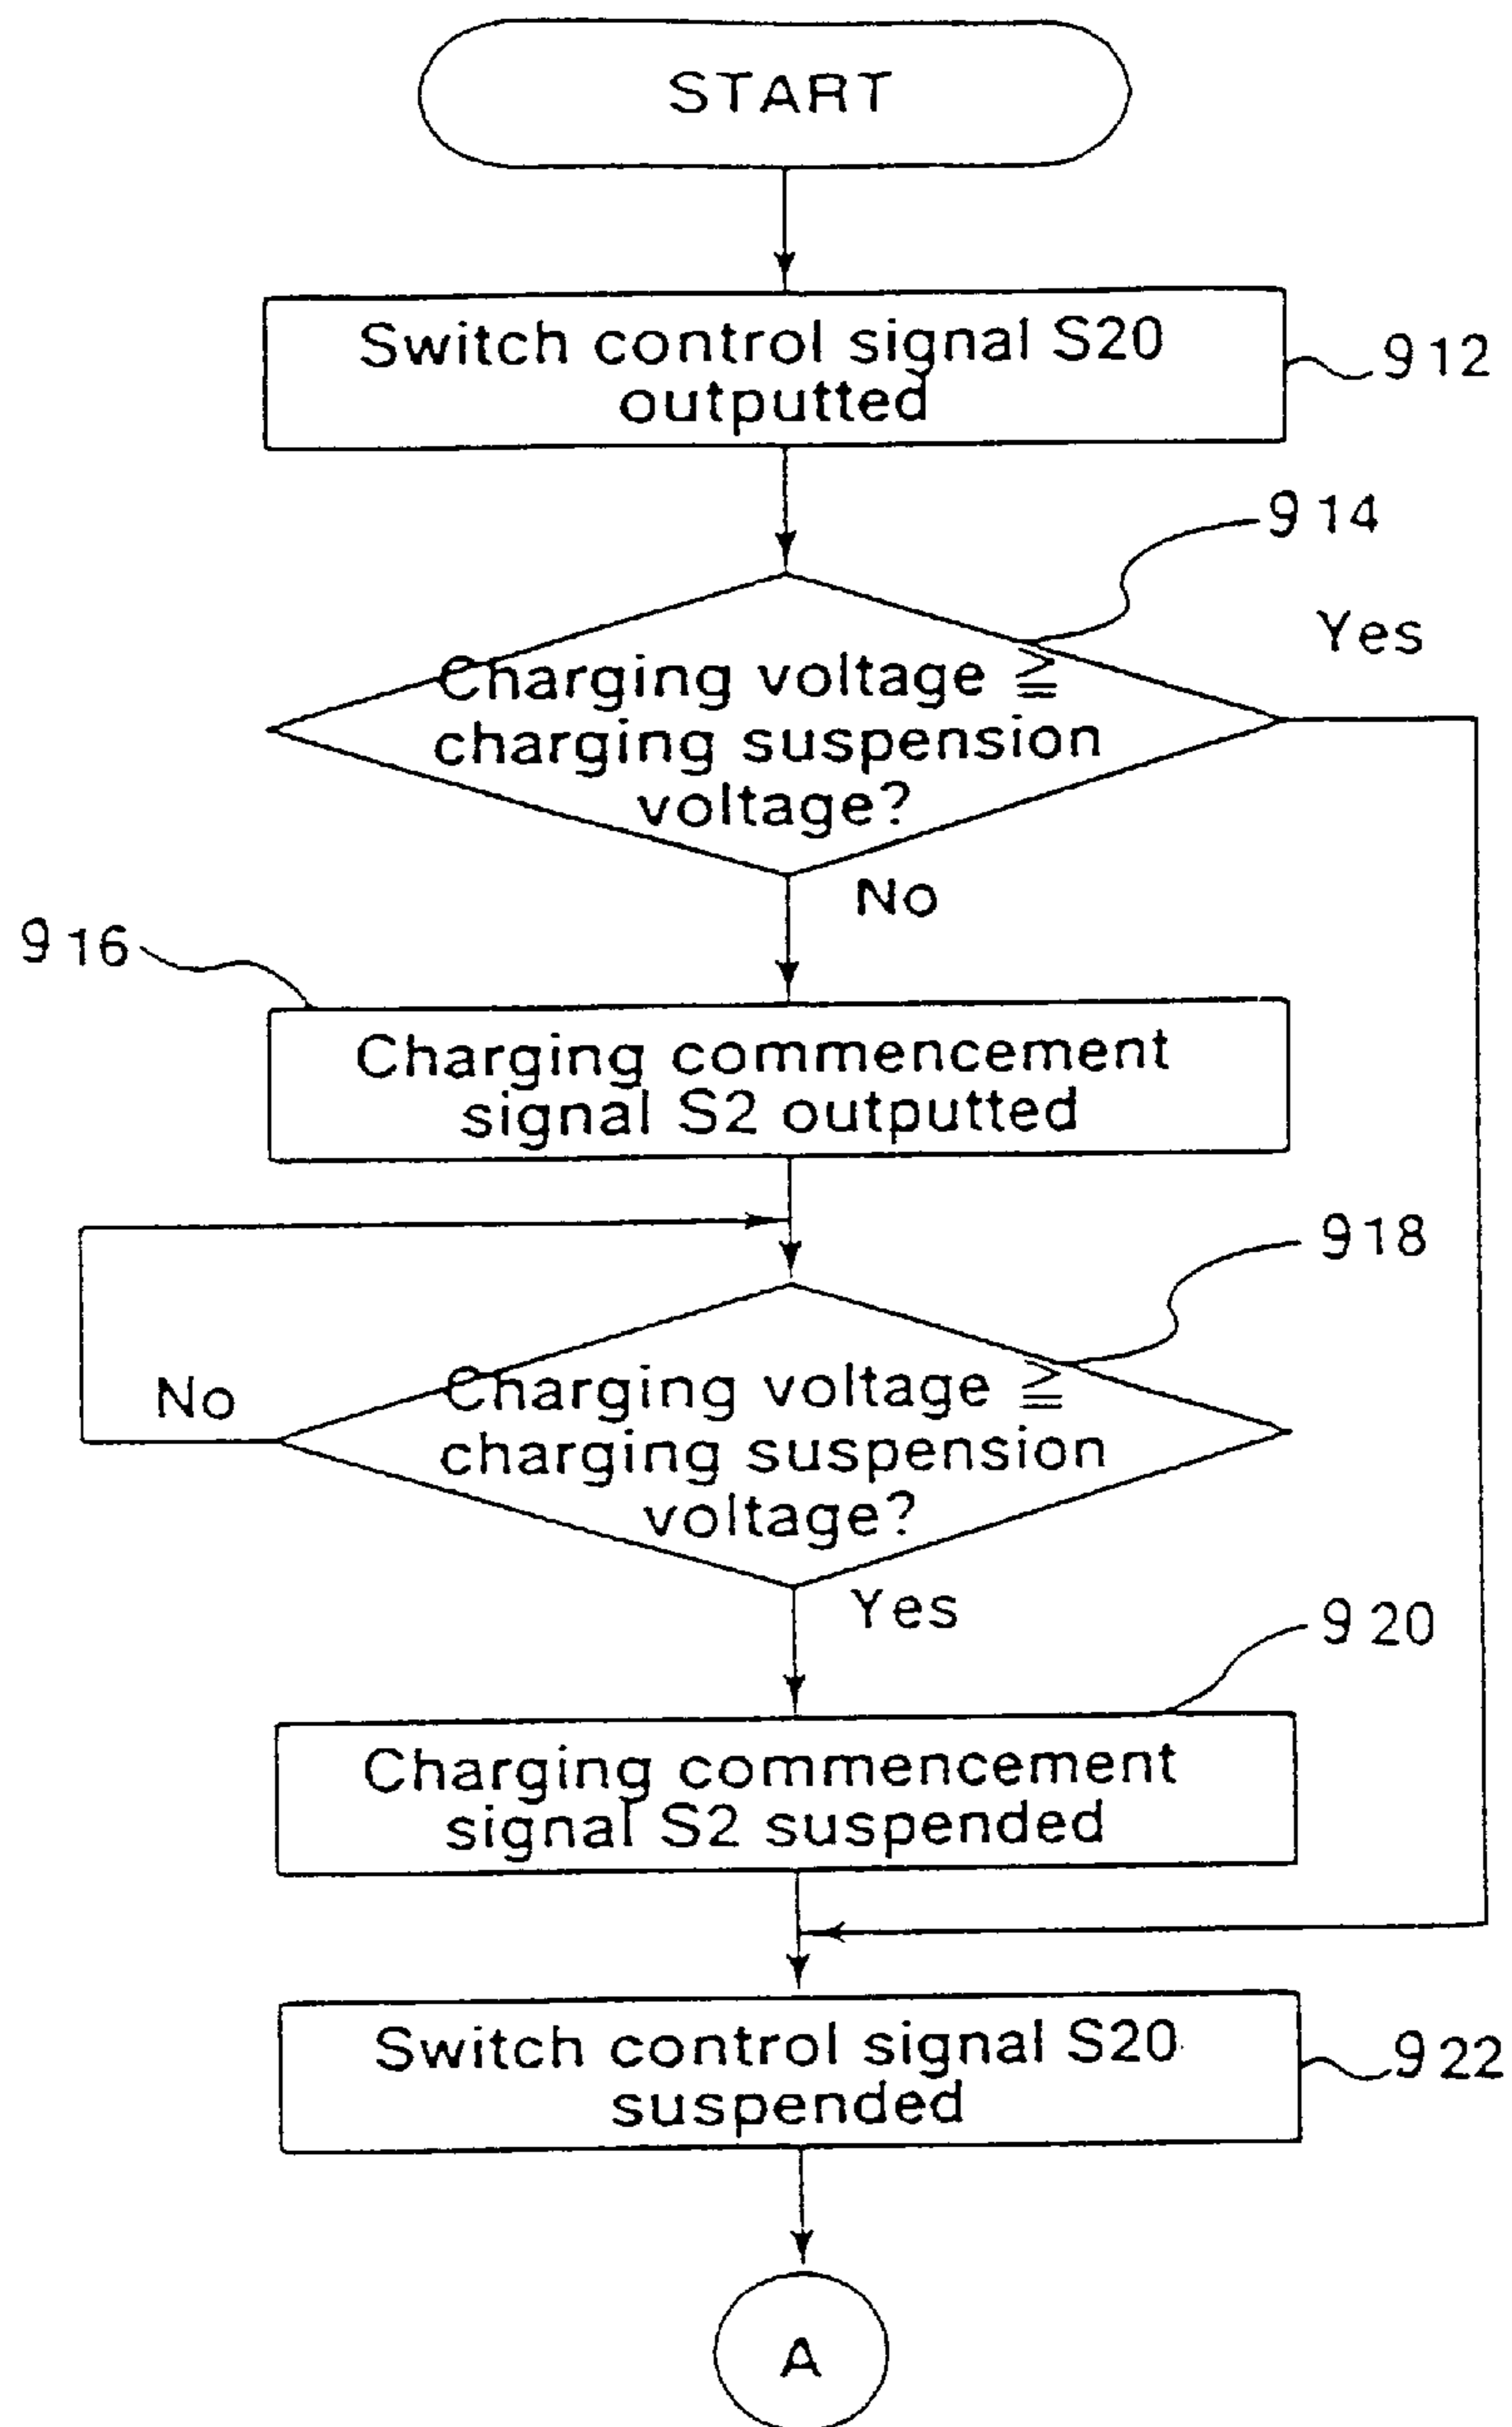 START
Switch control signal S20
outputted
912
914
Yes
Charging voltage ≧
charging suspension
voltage?
No
916
Charging commencement
signal S2 outputted
918
No
Charging voltage ≧
charging suspension
voltage?
Yes
920
Charging commencement
signal S2 suspended
Switch control signal S20
suspended
922
A